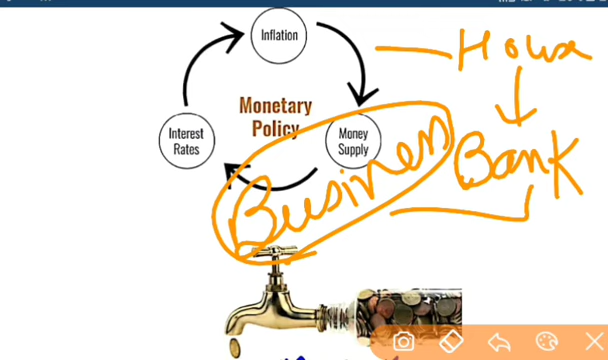 Inflation
House
Monetary
Policy
Money
Supply
Interest
Rates
Bank
Business